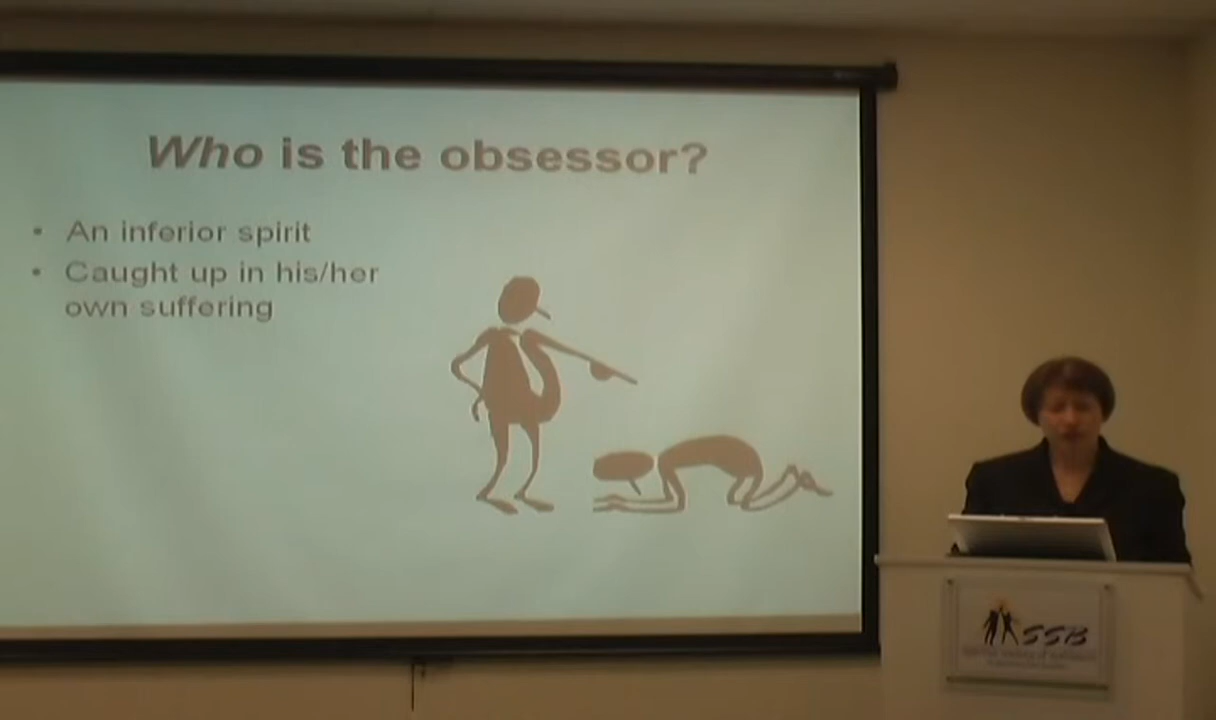 Who is the obsessor?
• An inferior spirit
• Caught up in his/her
own suffering
SSB